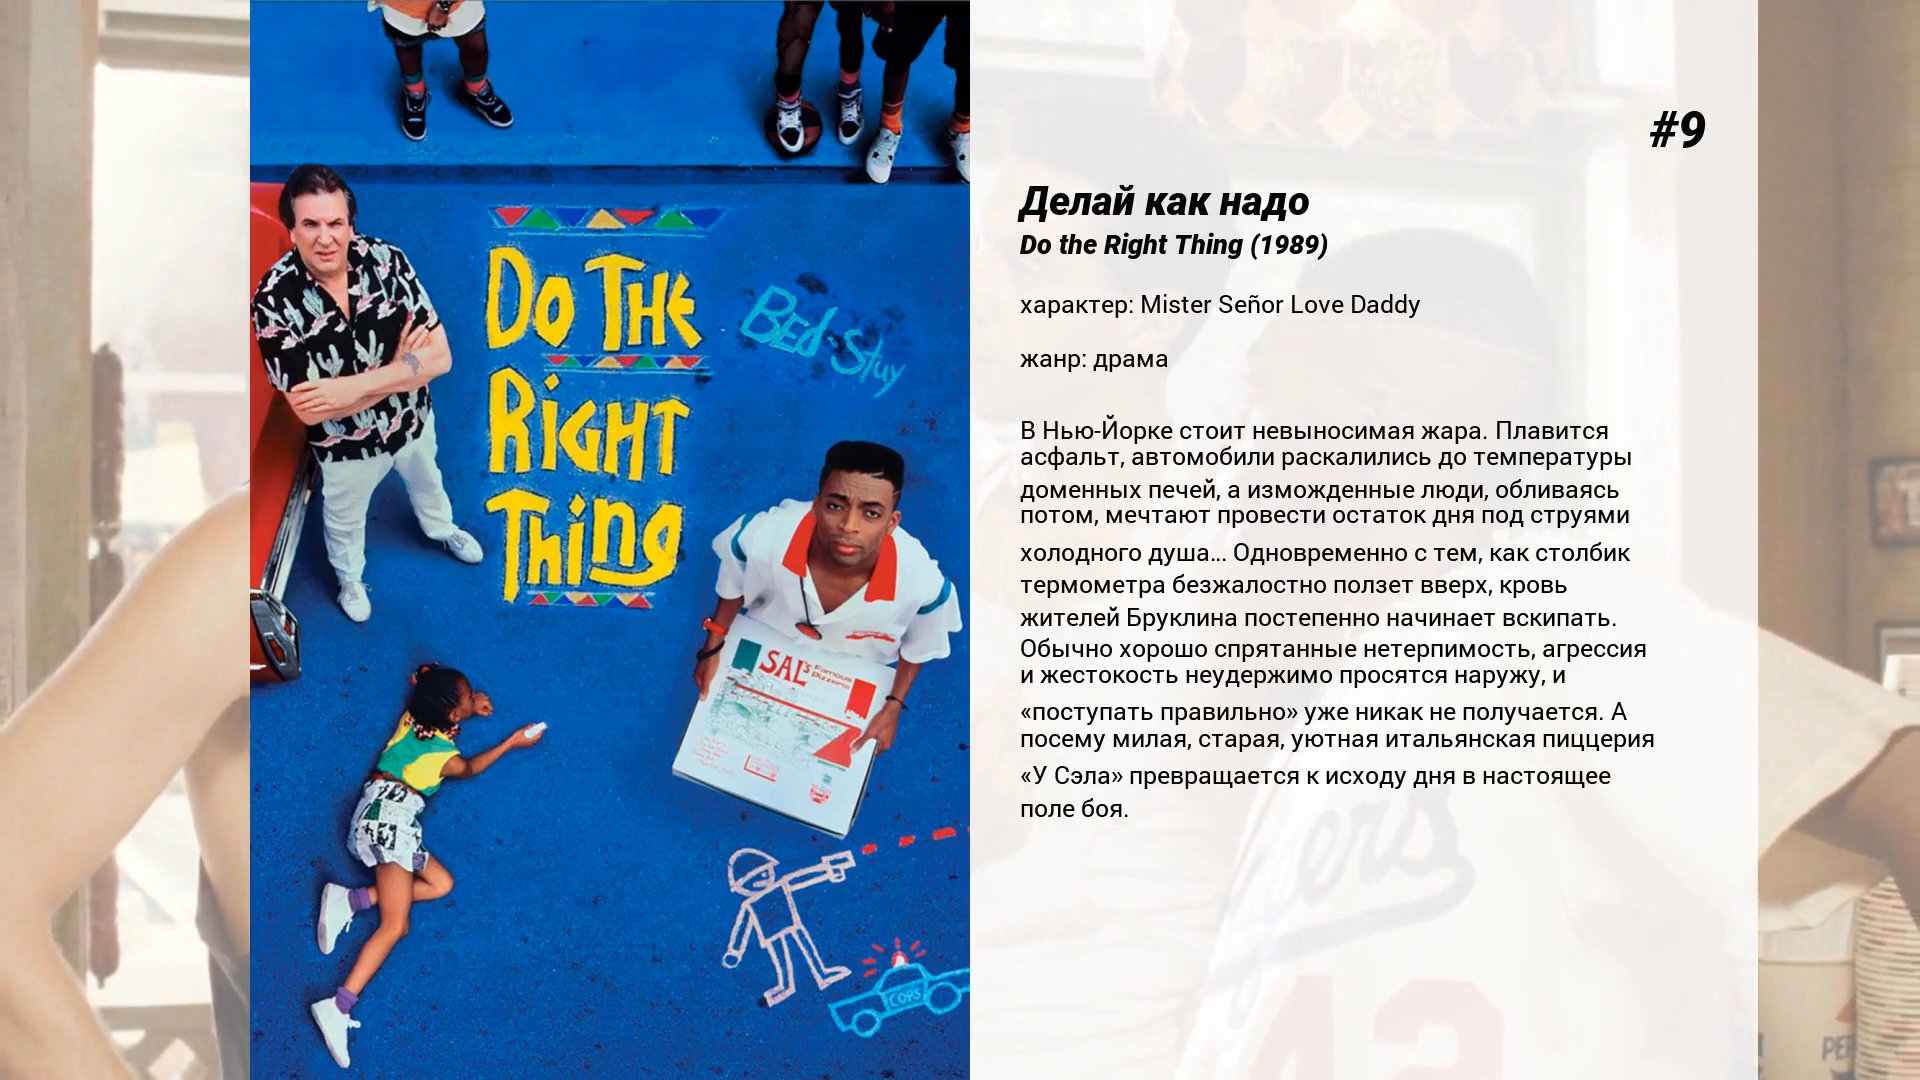 #9
Делай как надо
Do the Right Thing (1989)
характер: Mister Señor Love Daddy
жанр: драма
В Нью-Йорке стоит невыносимая жара. Плавится
асфальт, автомобили раскалились до температуры
доменных печей, а изможденные люди, обливаясь
потом, мечтают провести остаток дня под струями
холодного душа… Одновременно с тем, как столбик
термометра безжалостно ползет вверх, кровь
жителей Бруклина постепенно начинает вскипать.
Обычно хорошо спрятанные нетерпимость, агрессия
и жестокость неудержимо просятся наружу, и
«поступать правильно» уже никак не получается. А
посему милая, старая, уютная итальянская пиццерия
«У Сэла» превращается к исходу дня в настоящее
поле боя.
DO THE
RIGHT
THing
BED-STUY
SAL'S Famous
Pizzeria
COPS
42